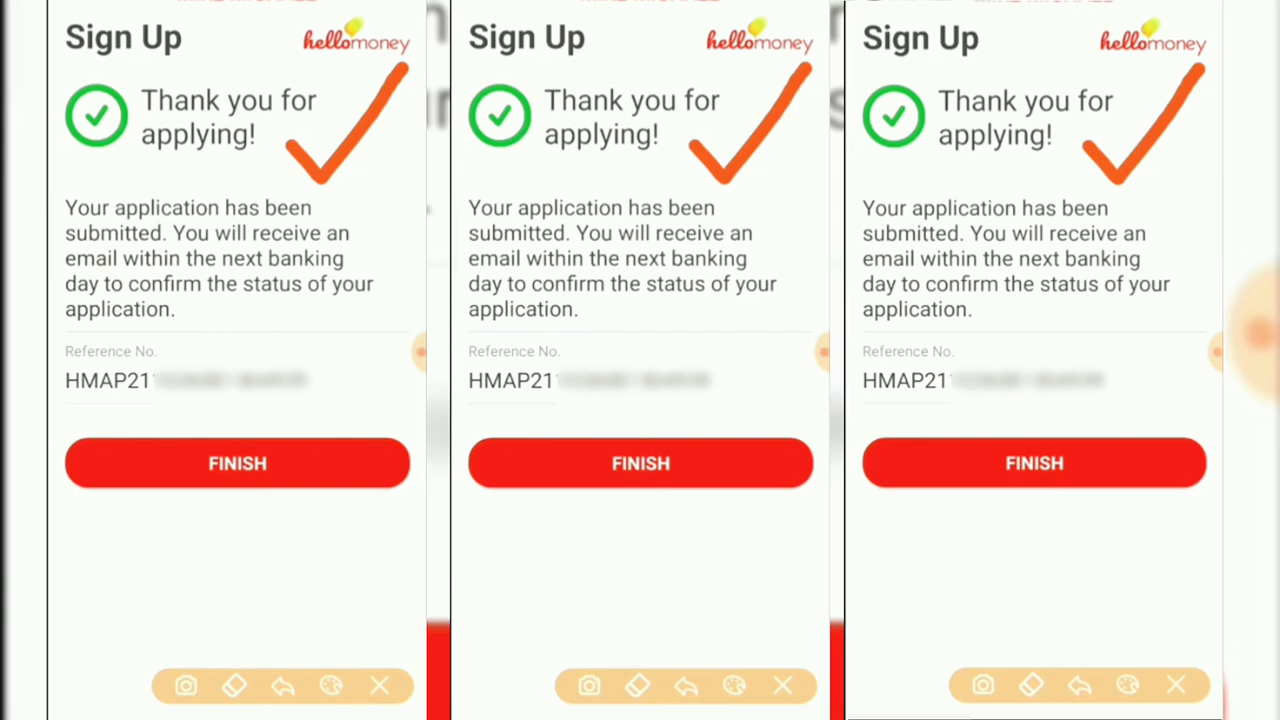 Sign Up
hellomoney
Thank you for
applying!
Your application has been
submitted. You will receive an
email within the next banking
day to confirm the status of your
application.
Reference No.
HMAP21
FINISH
Sign Up
hellomoney
Thank you for
applying!
Your application has been
submitted. You will receive an
email within the next banking
day to confirm the status of your
application.
Reference No.
HMAP21
FINISH
Sign Up
hellomoney
Thank you for
applying!
Your application has been
submitted. You will receive an
email within the next banking
day to confirm the status of your
application.
Reference No.
HMAP21
FINISH